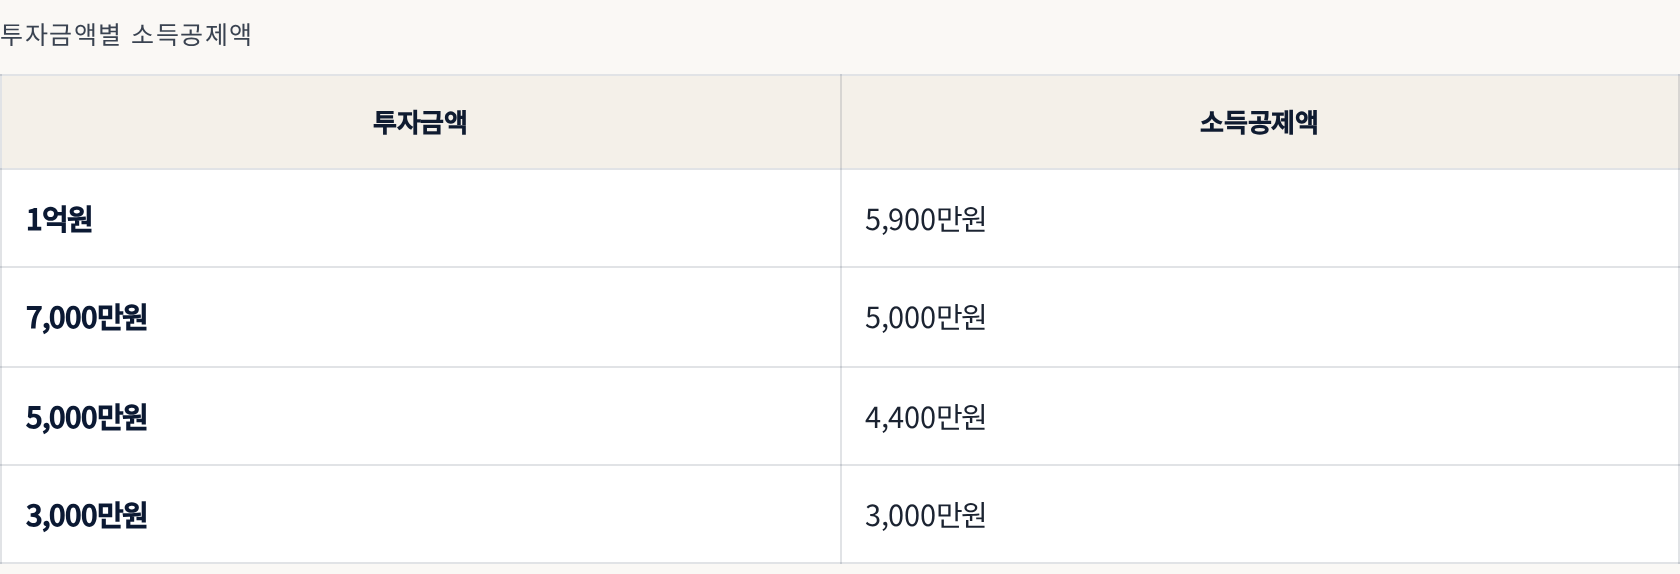 투자금액별 소득공제액
투자금액 소득공제액
1억원 5,900만원
7,000만원 5,000만원
5,000만원 4,400만원
3,000만원 3,000만원